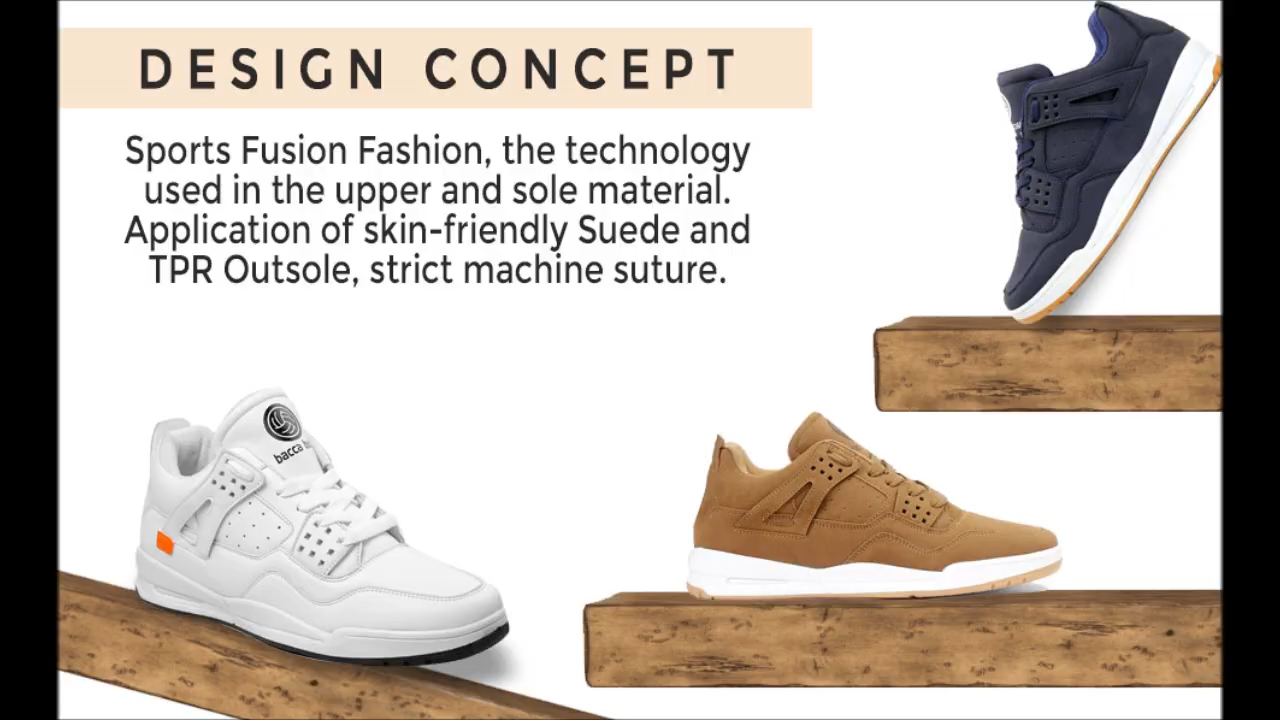 DESIGN CONCEPT
Sports Fusion Fashion, the technology
used in the upper and sole material.
Application of skin-friendly Suede and
TPR Outsole, strict machine suture.
bacca